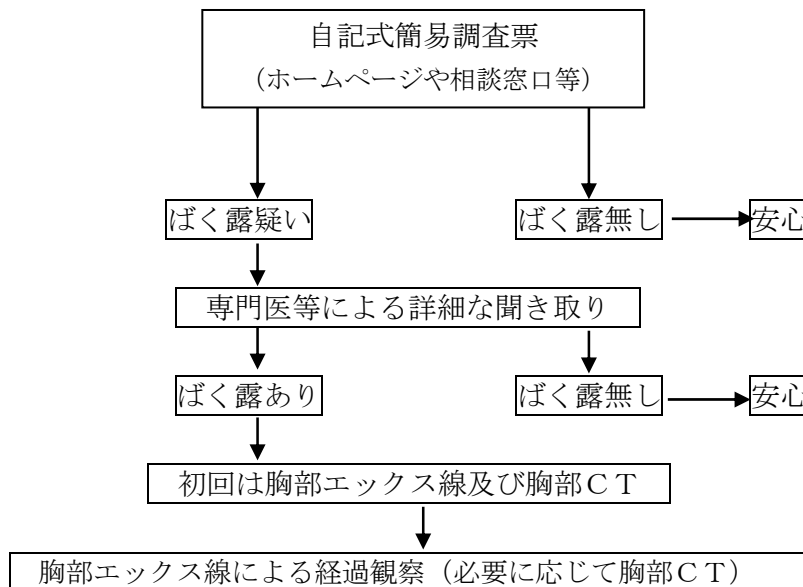 自記式簡易調査票
（ホームページや相談窓口等）
ばく露疑い
ばく露無し
安心
専門医等による詳細な聞き取り
ばく露あり
ばく露無し
安心
初回は胸部エックス線及び胸部ＣＴ
胸部エックス線による経過観察（必要に応じて胸部ＣＴ）